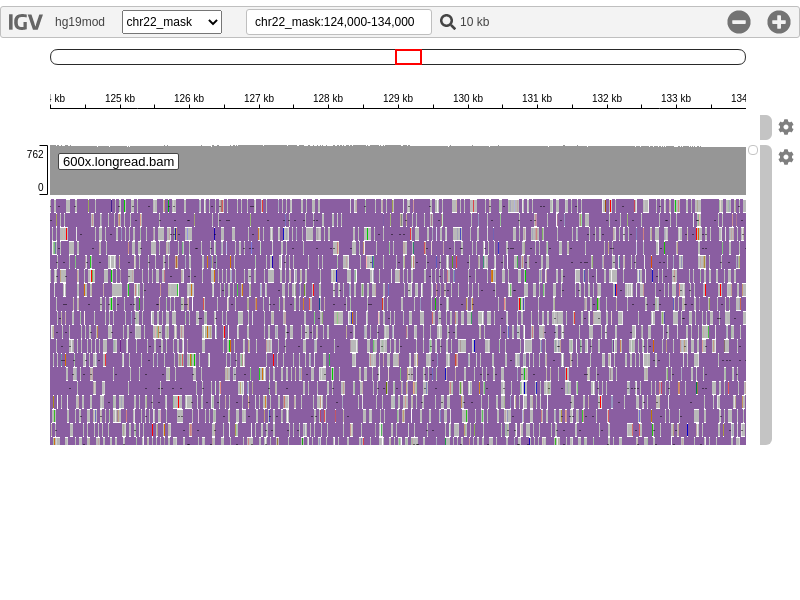 IGV hg19mod chr22_mask chr22_mask:124,000-134,000 10 kb
kb 125 kb 126 kb 127 kb 128 kb 129 kb 130 kb 131 kb 132 kb 133 kb 134
762
600x.longread.bam
0